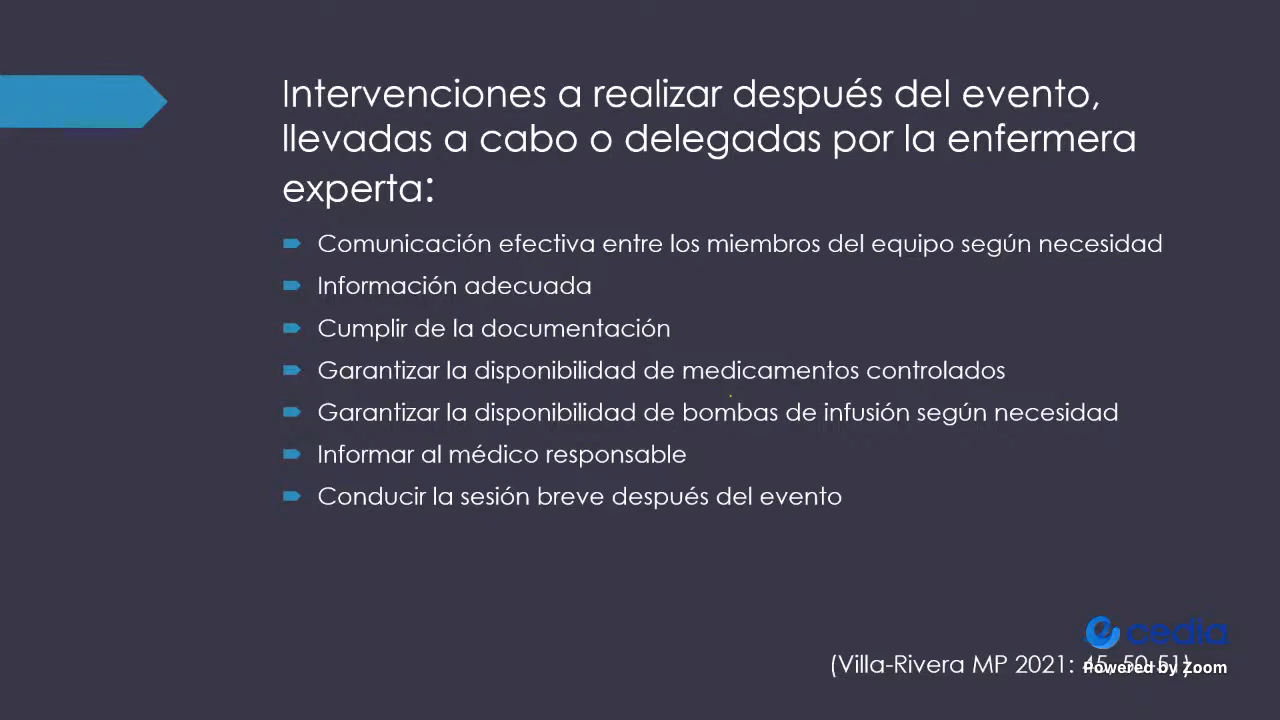 Intervenciones a realizar después del evento,
llevadas a cabo o delegadas por la enfermera
experta:
Comunicación efectiva entre los miembros del equipo según necesidad
Información adecuada
Cumplir de la documentación
Garantizar la disponibilidad de medicamentos controlados
Garantizar la disponibilidad de bombas de infusión según necesidad
Informar al médico responsable
Conducir la sesión breve después del evento
cedia
(Villa-Rivera MP 2021: 45, 50-51)
Powered by Zoom